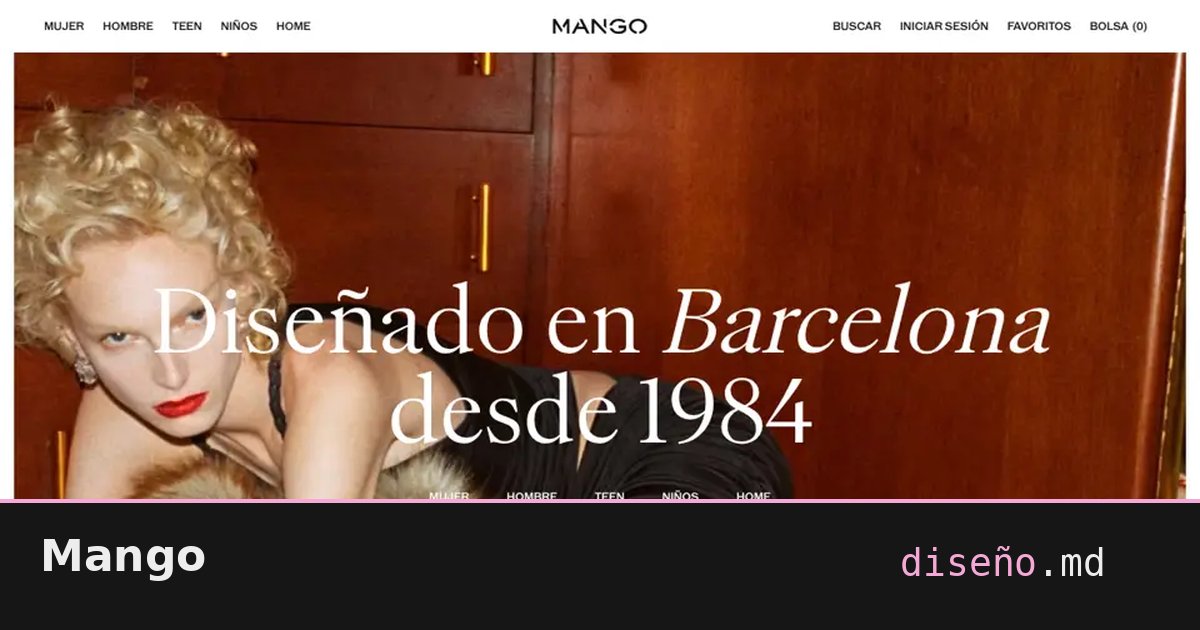 MUJER HOMBRE TEEN NIÑOS HOME MANGO BUSCAR INICIAR SESIÓN FAVORITOS BOLSA (0)
Diseñado en Barcelona
desde 1984
MUJER HOMBRE TEEN NIÑOS HOME
Mango diseño.md